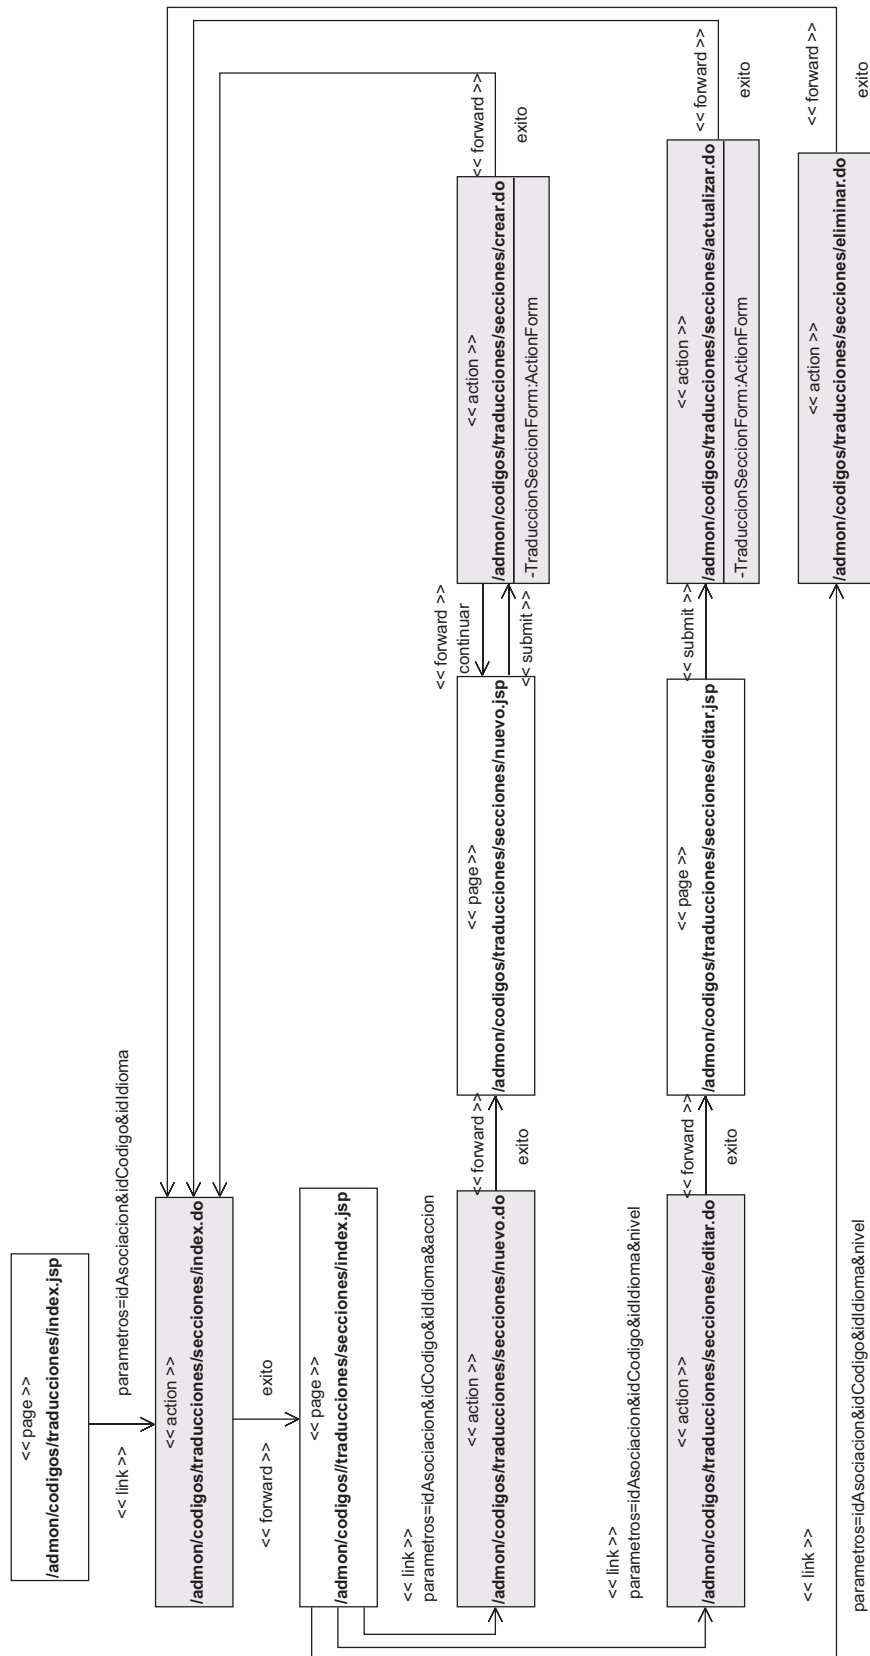 << page >>
/admon/codigos/traducciones/index.jsp
<< link >>
parametros=idAsociacion&idCodigo&idIdioma
<< action >>
/admon/codigos/traducciones/secciones/index.do
<< forward >>
exito
<< page >>
/admon/codigos//traducciones/secciones/index.jsp
<< link >>
parametros=idAsociacion&idCodigo&idIdioma&accion
<< action >>
/admon/codigos/traducciones/secciones/nuevo.do
<< forward >>
exito
<< page >>
/admon/codigos/traducciones/secciones/nuevo.jsp
<< forward >>
continuar
<< submit >>
<< action >>
/admon/codigos/traducciones/secciones/crear.do
-TraduccionSeccionForm:ActionForm
<< forward >>
exito
<< link >>
parametros=idAsociacion&idCodigo&idIdioma&nivel
<< action >>
/admon/codigos/traducciones/secciones/editar.do
<< forward >>
exito
<< page >>
/admon/codigos/traducciones/secciones/editar.jsp
<< submit >>
<< action >>
/admon/codigos/traducciones/secciones/actualizar.do
-TraduccionSeccionForm:ActionForm
<< forward >>
exito
<< link >>
parametros=idAsociacion&idCodigo&idIdioma&nivel
<< action >>
/admon/codigos/traducciones/secciones/eliminar.do
<< forward >>
exito